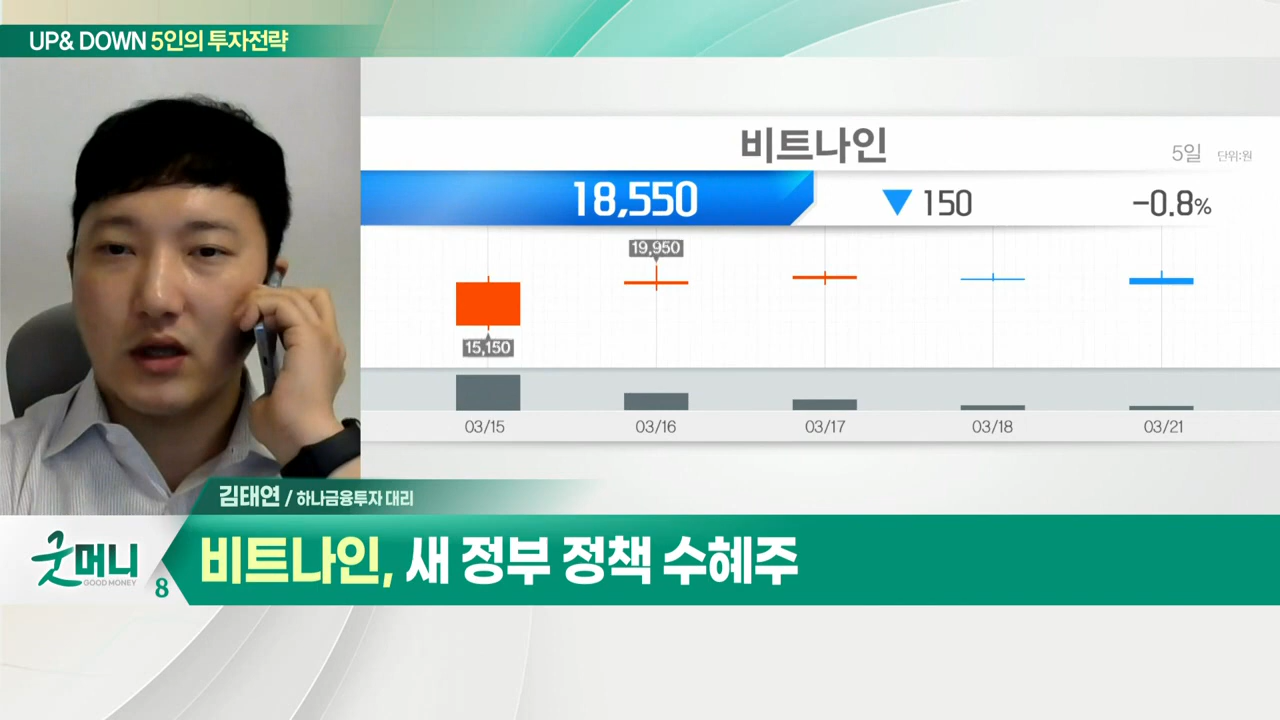 UP& DOWN 5인의 투자전략
비트나인
5일 단위:원
18,550 ▼ 150 -0.8%
19,950
15,150
03/15 03/16 03/17 03/18 03/21
김태연 / 하나금융투자 대리
굿머니
GOOD MONEY
8
비트나인, 새 정부 정책 수혜주